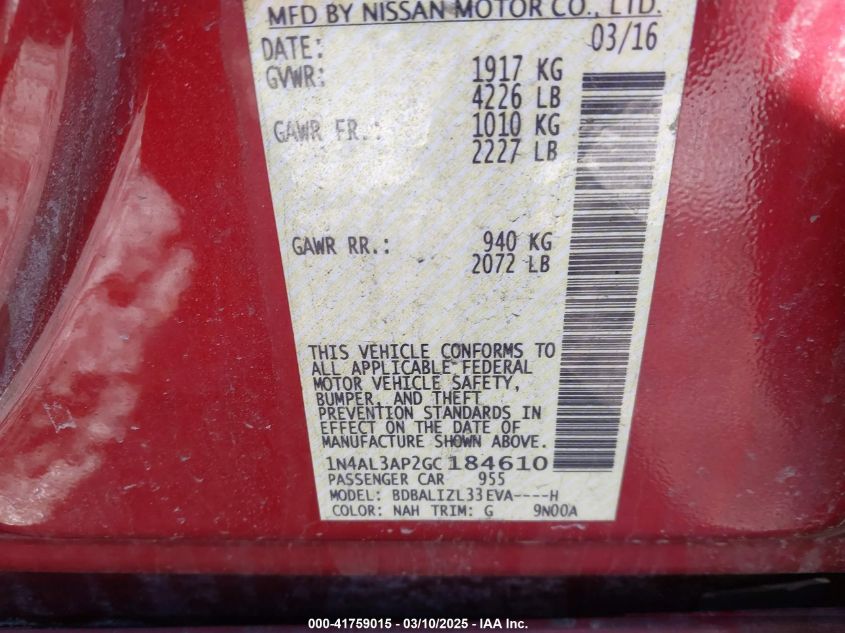 MFD BY NISSAN MOTOR CO., LTD.
DATE: 03/16
GVWR: 1917 KG
4226 LB
GAWR FR.: 1010 KG
2227 LB
GAWR RR.: 940 KG
2072 LB
THIS VEHICLE CONFORMS TO
ALL APPLICABLE FEDERAL
MOTOR VEHICLE SAFETY,
BUMPER, AND THEFT
PREVENTION STANDARDS IN
EFFECT ON THE DATE OF
MANUFACTURE SHOWN ABOVE.
1N4AL3AP2GC184610
PASSENGER CAR 955
MODEL: BDBALIZL33EVA----H
COLOR: NAH TRIM: G 9N00A
000-41759015 - 03/10/2025 - IAA Inc.